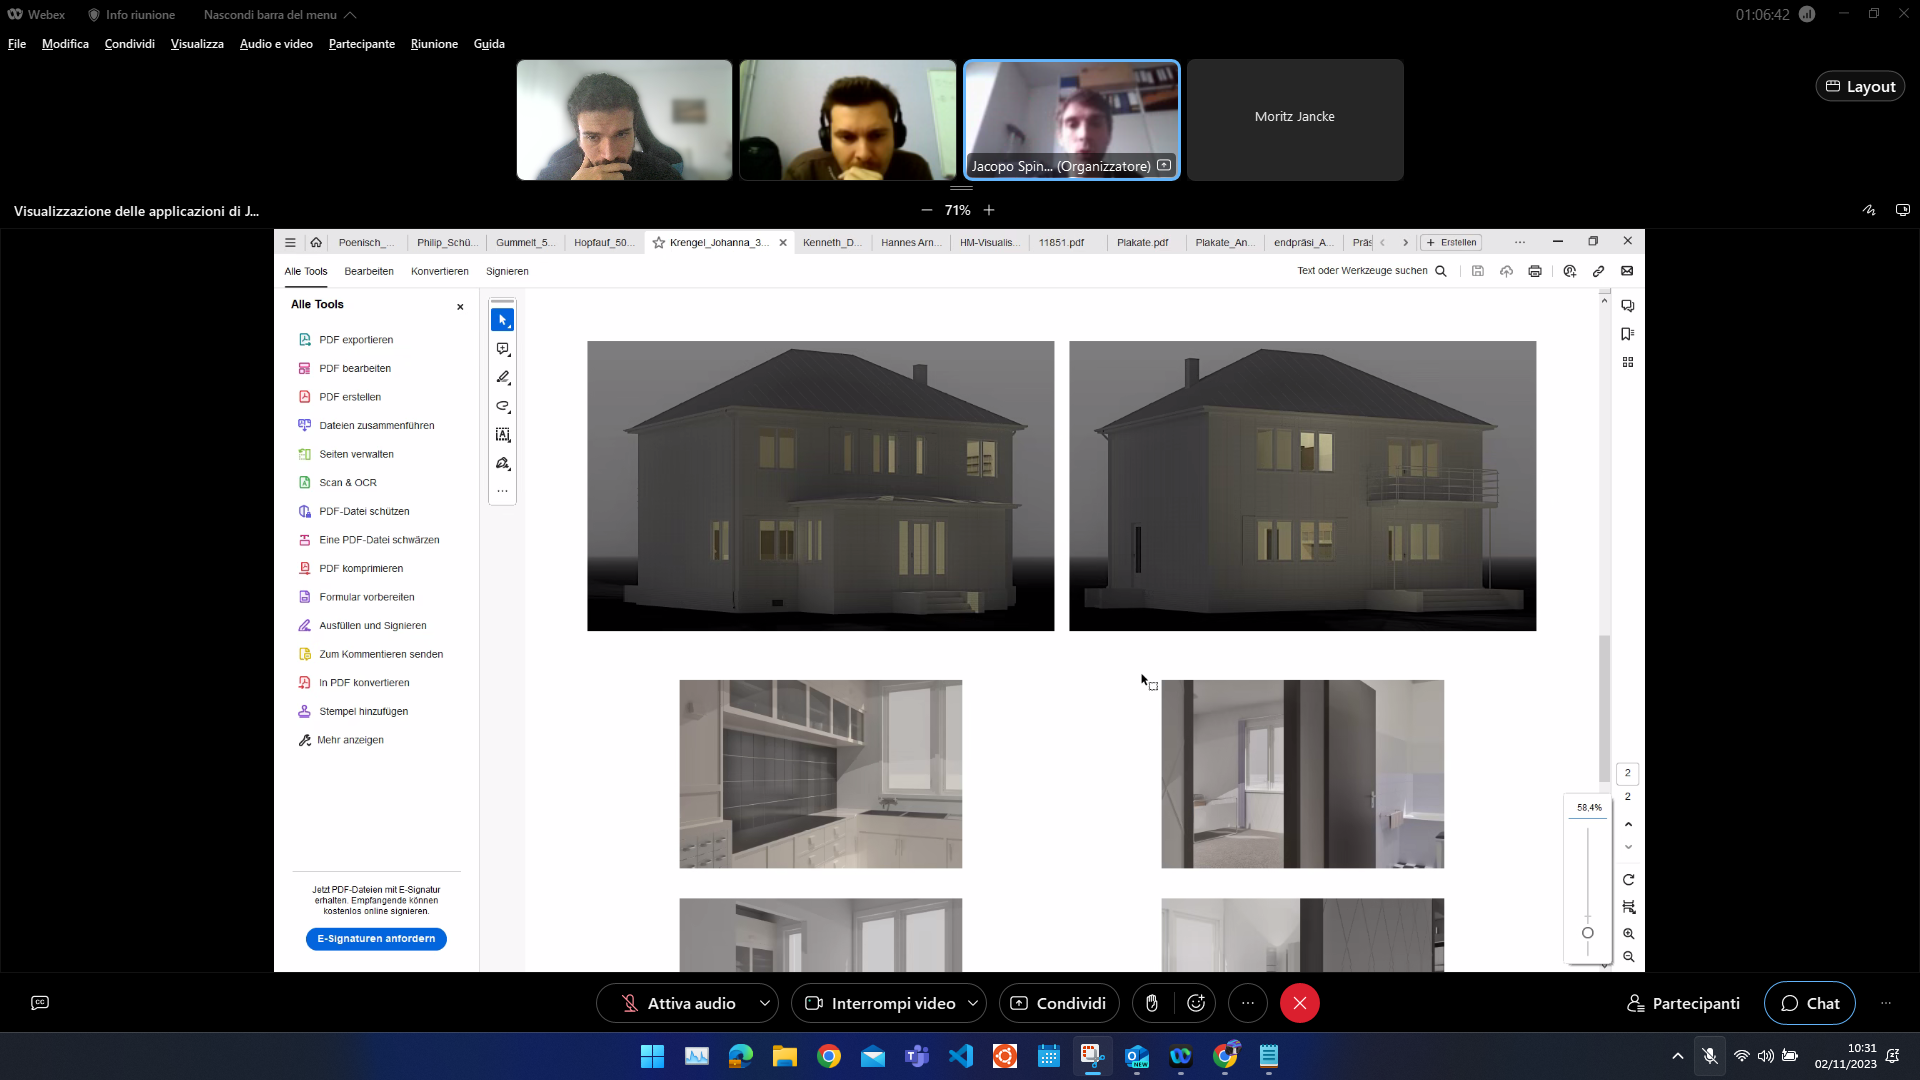 Webex
Info riunione
Nascondi barra del menu
01:06:42
File
Modifica
Condividi
Visualizza
Audio e video
Partecipante
Riunione
Guida
Layout
Jacopo Spin... (Organizzatore)
Moritz Jancke
Visualizzazione delle applicazioni di J...
71%
Poenisch_...
Philip_Schü...
Gummelt_5...
Hopfauf_50...
Krengel_Johanna_3...
Kenneth_D...
Hannes Arn...
HM-Visualis...
11851.pdf
Plakate.pdf
Plakate_An...
endpräsi_A...
Präs
Erstellen
Alle Tools
Bearbeiten
Konvertieren
Signieren
Text oder Werkzeuge suchen
Alle Tools
PDF exportieren
PDF bearbeiten
PDF erstellen
Dateien zusammenführen
Seiten verwalten
Scan & OCR
PDF-Datei schützen
Eine PDF-Datei schwärzen
PDF komprimieren
Formular vorbereiten
Ausfüllen und Signieren
Zum Kommentieren senden
In PDF konvertieren
Stempel hinzufügen
Mehr anzeigen
Jetzt PDF-Dateien mit E-Signatur
erhalten. Empfangende können
kostenlos online signieren.
E-Signaturen anfordern
2
2
58,4%
Attiva audio
Interrompi video
Condividi
Partecipanti
Chat
10:31
02/11/2023